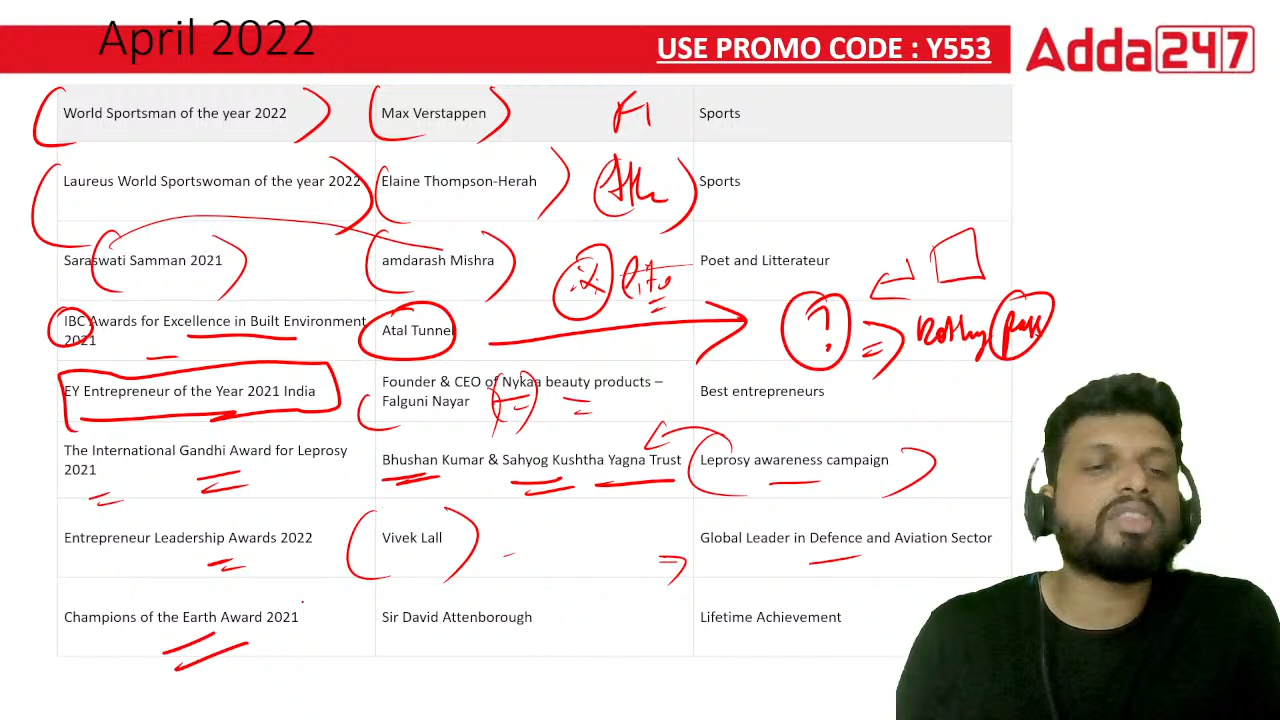 April 2022
USE PROMO CODE : Y553
Adda247
World Sportsman of the year 2022 Max Verstappen F1 Sports
Laureus World Sportswoman of the year 2022 Elaine Thompson-Herah Ath Sports
Saraswati Samman 2021 amdarash Mishra Poet and Litterateur
IBC Awards for Excellence in Built Environment
2021
Atal Tunnel ?
EY Entrepreneur of the Year 2021 India
Founder & CEO of Nykaa beauty products –
Falguni Nayar
Best entrepreneurs
The International Gandhi Award for Leprosy
2021
Bhushan Kumar & Sahyog Kushtha Yagna Trust Leprosy awareness campaign
Entrepreneur Leadership Awards 2022 Vivek Lall Global Leader in Defence and Aviation Sector
Champions of the Earth Award 2021 Sir David Attenborough Lifetime Achievement